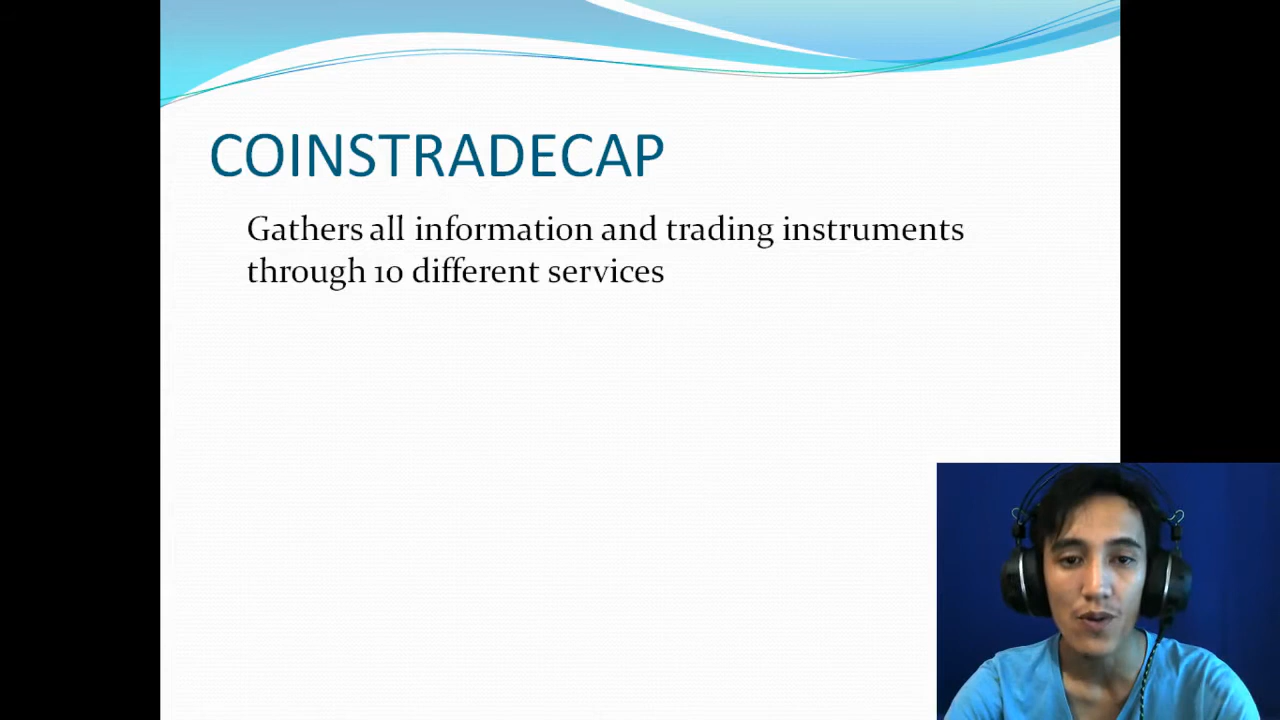 COINSTRADECAP
Gathers all information and trading instruments
through 10 different services